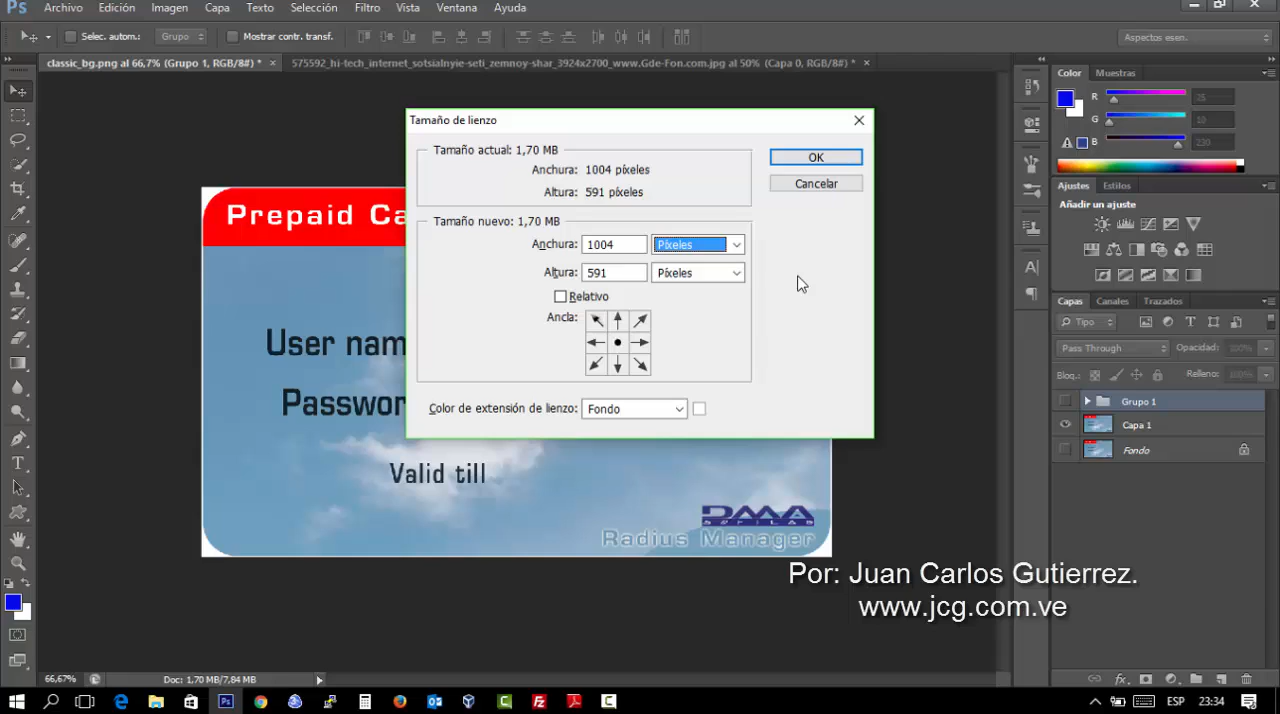 Ps Archivo Edición Imagen Capa Texto Selección Filtro Vista Ventana Ayuda
Selec. autom.: Grupo Mostrar contr. transf. Aspectos esen.
classic_bg.png al 66,7% (Grupo 1, RGB/8#) * × 575592_hi-tech_internet_sotsialnyie-seti_zemnoy-shar_3924x2700_www.Gde-Fon.com.jpg al 50% (Capa 0, RGB/8#) * ×
Color Muestras
R 25
G 10
B 230
Ajustes Estilos
Añadir un ajuste
Capas Canales Trazados
Tipo
Pass Through Opacidad: 100%
Bloq.: Relleno: 100%
Grupo 1
Capa 1
Fondo
Tamaño de lienzo
Tamaño actual: 1,70 MB
Anchura: 1004 píxeles
Altura: 591 píxeles
OK
Cancelar
Tamaño nuevo: 1,70 MB
Anchura: 1004 Píxeles
Altura: 591 Píxeles
Relativo
Ancla:
Color de extensión de lienzo: Fondo
Prepaid Ca
User nam
Passwor
Valid till
DMA
SOFTLAB
Radius Manager
Por: Juan Carlos Gutierrez.
www.jcg.com.ve
66,67% Doc: 1,70 MB/7,84 MB
ESP 23:34